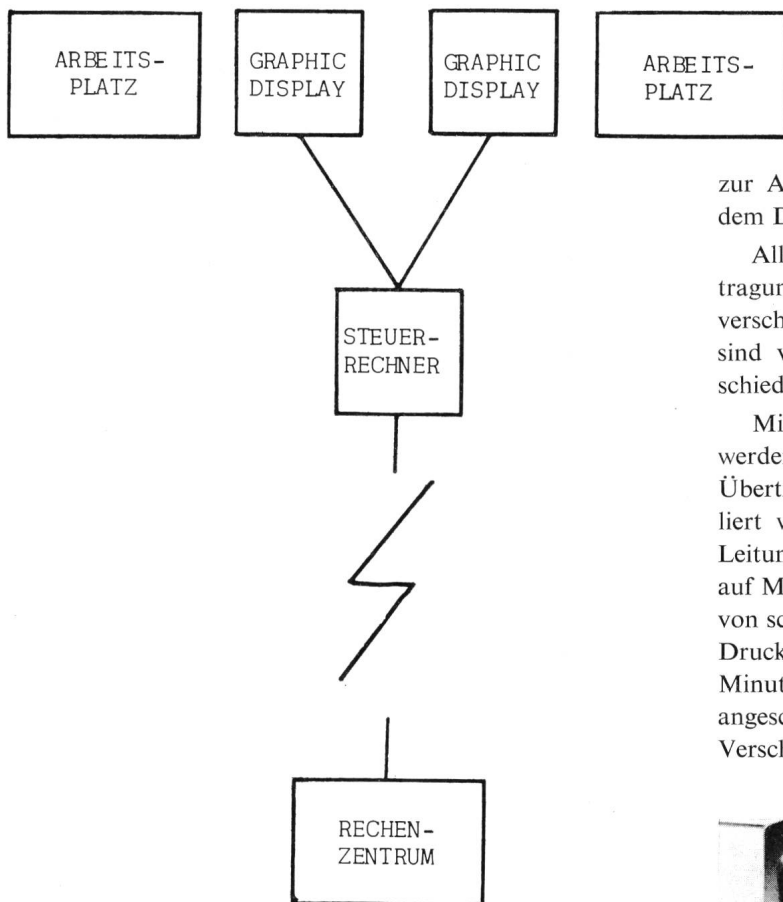 ARBEITS-
PLATZ
GRAPHIC
DISPLAY
GRAPHIC
DISPLAY
ARBEITS-
PLATZ
STEUER-
RECHNER
RECHEN-
ZENTRUM
zur
dem
All
tragun
versch
sind
schied
Mi
werde
Übert
liert
Leitun
auf
von
Druck
Minut
angesc
Versch